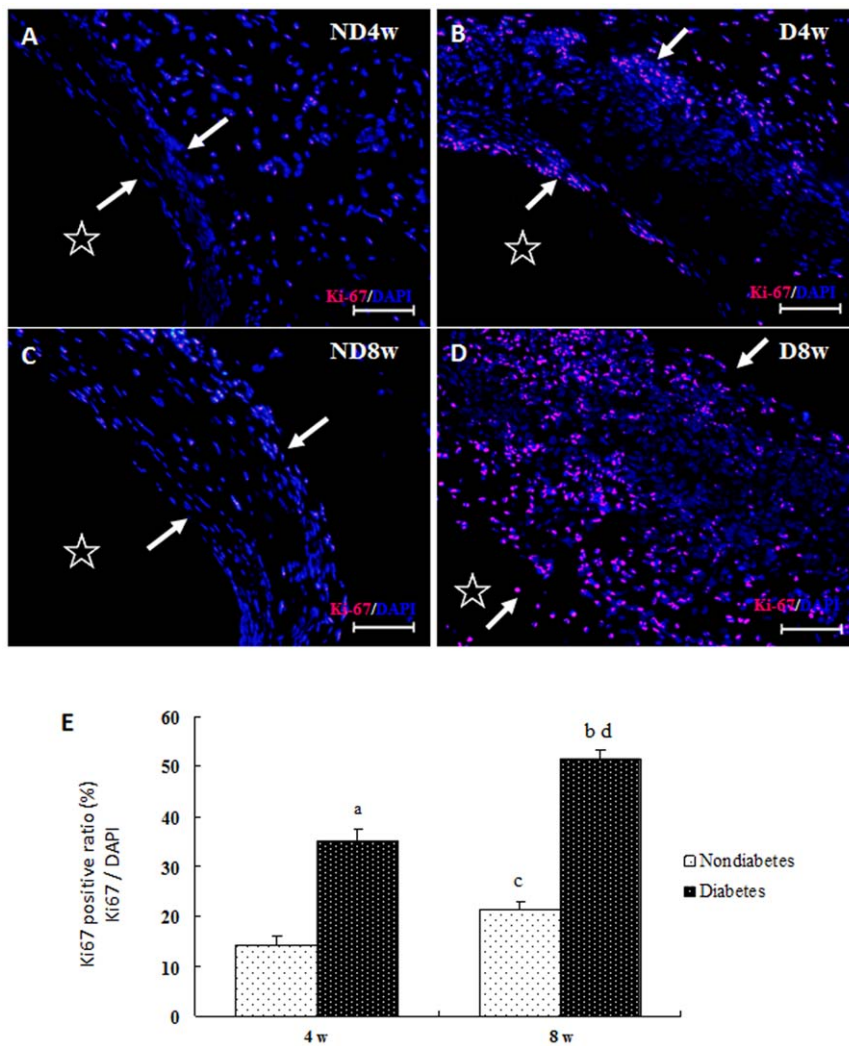 A ND4w
B D4w
Ki-67/DAPI
Ki-67/DAPI
C ND8w
D D8w
Ki-67/DAPI
Ki-67/DAPI
E
Ki67 positive ratio (%)
Ki67 / DAPI
60
50
40
30
20
10
0
a
c
b d
4 w
8 w
Nondiabetes
Diabetes